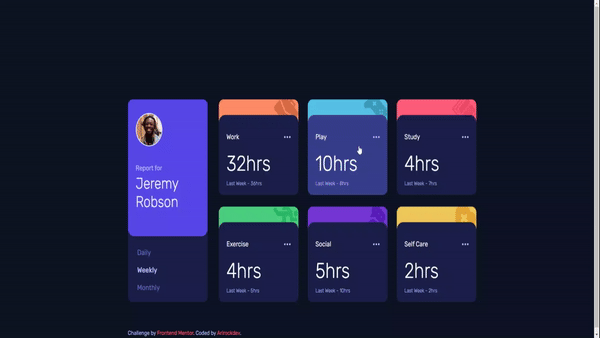 Report for
Jeremy
Robson
Daily
Weekly
Monthly
Work
32hrs
Last Week - 36hrs
Play
10hrs
Last Week - 8hrs
Study
4hrs
Last Week - 7hrs
Exercise
4hrs
Last Week - 5hrs
Social
5hrs
Last Week - 10hrs
Self Care
2hrs
Last Week - 2hrs
Challenge by Frontend Mentor. Coded by